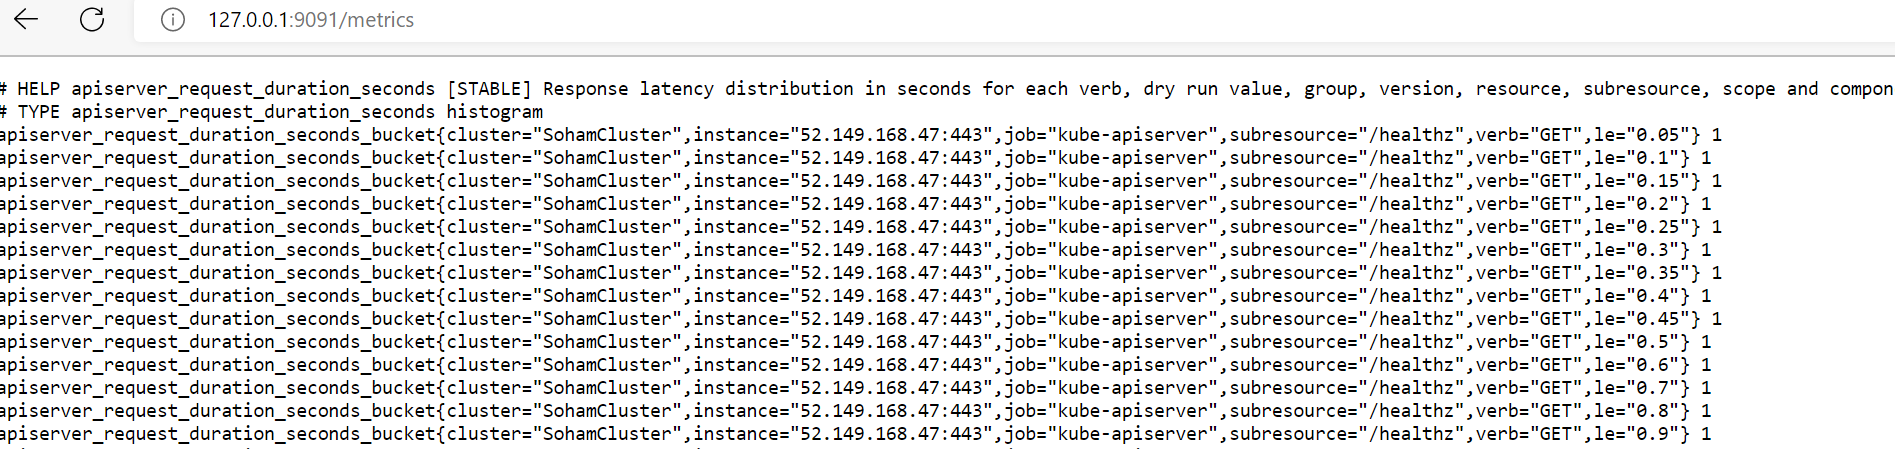 127.0.0.1:9091/metrics
# HELP apiserver_request_duration_seconds [STABLE] Response latency distribution in seconds for each verb, dry run value, group, version, resource, subresource, scope and compon
# TYPE apiserver_request_duration_seconds histogram
apiserver_request_duration_seconds_bucket{cluster="SohamCluster",instance="52.149.168.47:443",job="kube-apiserver",subresource="/healthz",verb="GET",le="0.05"} 1
apiserver_request_duration_seconds_bucket{cluster="SohamCluster",instance="52.149.168.47:443",job="kube-apiserver",subresource="/healthz",verb="GET",le="0.1"} 1
apiserver_request_duration_seconds_bucket{cluster="SohamCluster",instance="52.149.168.47:443",job="kube-apiserver",subresource="/healthz",verb="GET",le="0.15"} 1
apiserver_request_duration_seconds_bucket{cluster="SohamCluster",instance="52.149.168.47:443",job="kube-apiserver",subresource="/healthz",verb="GET",le="0.2"} 1
apiserver_request_duration_seconds_bucket{cluster="SohamCluster",instance="52.149.168.47:443",job="kube-apiserver",subresource="/healthz",verb="GET",le="0.25"} 1
apiserver_request_duration_seconds_bucket{cluster="SohamCluster",instance="52.149.168.47:443",job="kube-apiserver",subresource="/healthz",verb="GET",le="0.3"} 1
apiserver_request_duration_seconds_bucket{cluster="SohamCluster",instance="52.149.168.47:443",job="kube-apiserver",subresource="/healthz",verb="GET",le="0.35"} 1
apiserver_request_duration_seconds_bucket{cluster="SohamCluster",instance="52.149.168.47:443",job="kube-apiserver",subresource="/healthz",verb="GET",le="0.4"} 1
apiserver_request_duration_seconds_bucket{cluster="SohamCluster",instance="52.149.168.47:443",job="kube-apiserver",subresource="/healthz",verb="GET",le="0.45"} 1
apiserver_request_duration_seconds_bucket{cluster="SohamCluster",instance="52.149.168.47:443",job="kube-apiserver",subresource="/healthz",verb="GET",le="0.5"} 1
apiserver_request_duration_seconds_bucket{cluster="SohamCluster",instance="52.149.168.47:443",job="kube-apiserver",subresource="/healthz",verb="GET",le="0.6"} 1
apiserver_request_duration_seconds_bucket{cluster="SohamCluster",instance="52.149.168.47:443",job="kube-apiserver",subresource="/healthz",verb="GET",le="0.7"} 1
apiserver_request_duration_seconds_bucket{cluster="SohamCluster",instance="52.149.168.47:443",job="kube-apiserver",subresource="/healthz",verb="GET",le="0.8"} 1
apiserver_request_duration_seconds_bucket{cluster="SohamCluster",instance="52.149.168.47:443",job="kube-apiserver",subresource="/healthz",verb="GET",le="0.9"} 1